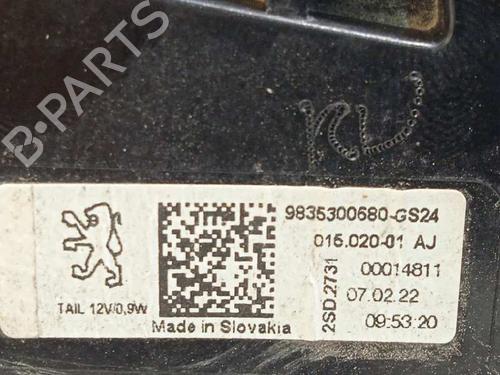 B-PARTS
9835300680-GS24
015.020-01 AJ
00014811
2SD.2731
07.02.22
09:53:20
TAIL 12V/0,9W
Made in Slovakia